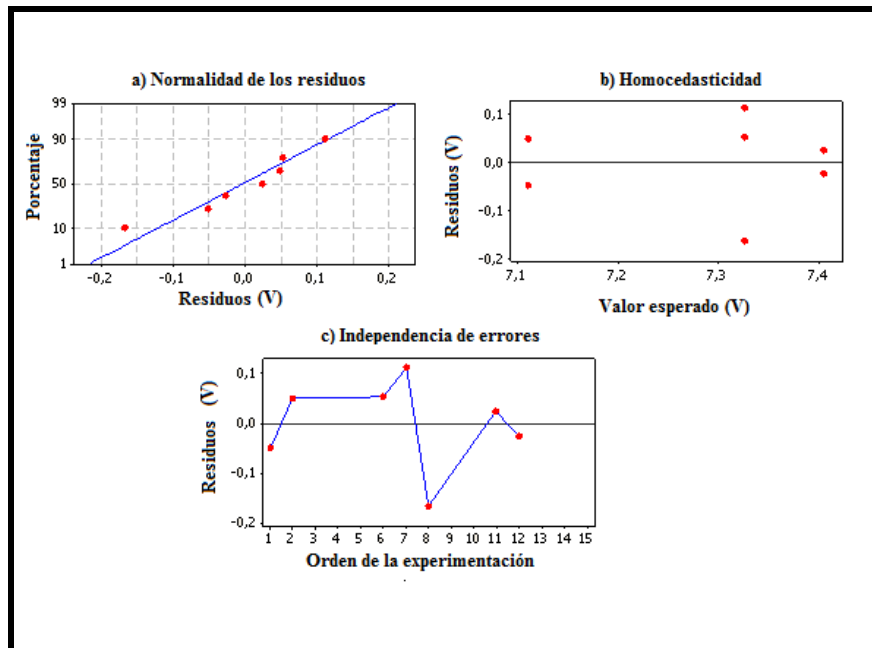 a) Normalidad de los residuos
Porcentaje
99
90
50
10
1
-0,2 -0,1 0,0 0,1 0,2
Residuos (V)
b) Homocedasticidad
Residuos (V)
0,1
0,0
-0,1
-0,2
7,1 7,2 7,3 7,4
Valor esperado (V)
c) Independencia de errores
Residuos (V)
0,1
0,0
-0,1
-0,2
1 2 3 4 5 6 7 8 9 10 11 12 13 14 15
Orden de la experimentación